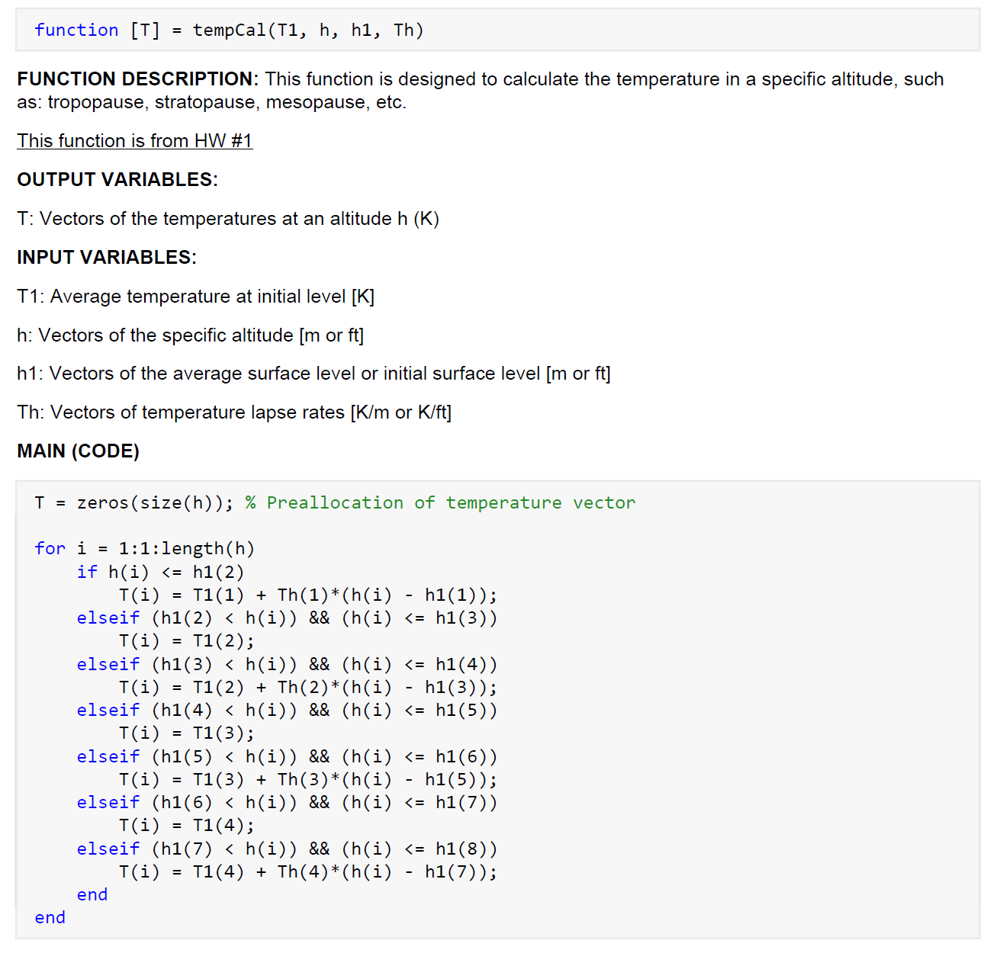 function [T] = tempCal(T1, h, h1, Th)
FUNCTION DESCRIPTION: This function is designed to calculate the temperature in a specific altitude, such
as: tropopause, stratopause, mesopause, etc.
This function is from HW #1
OUTPUT VARIABLES:
T: Vectors of the temperatures at an altitude h (K)
INPUT VARIABLES:
T1: Average temperature at initial level [K]
h: Vectors of the specific altitude [m or ft]
h1: Vectors of the average surface level or initial surface level [m or ft]
Th: Vectors of temperature lapse rates [K/m or K/ft]
MAIN (CODE)
T = zeros(size(h)); % Preallocation of temperature vector
for i = 1:1:length(h)
    if h(i) <= h1(2)
        T(i) = T1(1) + Th(1)*(h(i) - h1(1));
    elseif (h1(2) < h(i)) && (h(i) <= h1(3))
        T(i) = T1(2);
    elseif (h1(3) < h(i)) && (h(i) <= h1(4))
        T(i) = T1(2) + Th(2)*(h(i) - h1(3));
    elseif (h1(4) < h(i)) && (h(i) <= h1(5))
        T(i) = T1(3);
    elseif (h1(5) < h(i)) && (h(i) <= h1(6))
        T(i) = T1(3) + Th(3)*(h(i) - h1(5));
    elseif (h1(6) < h(i)) && (h(i) <= h1(7))
        T(i) = T1(4);
    elseif (h1(7) < h(i)) && (h(i) <= h1(8))
        T(i) = T1(4) + Th(4)*(h(i) - h1(7));
    end
end